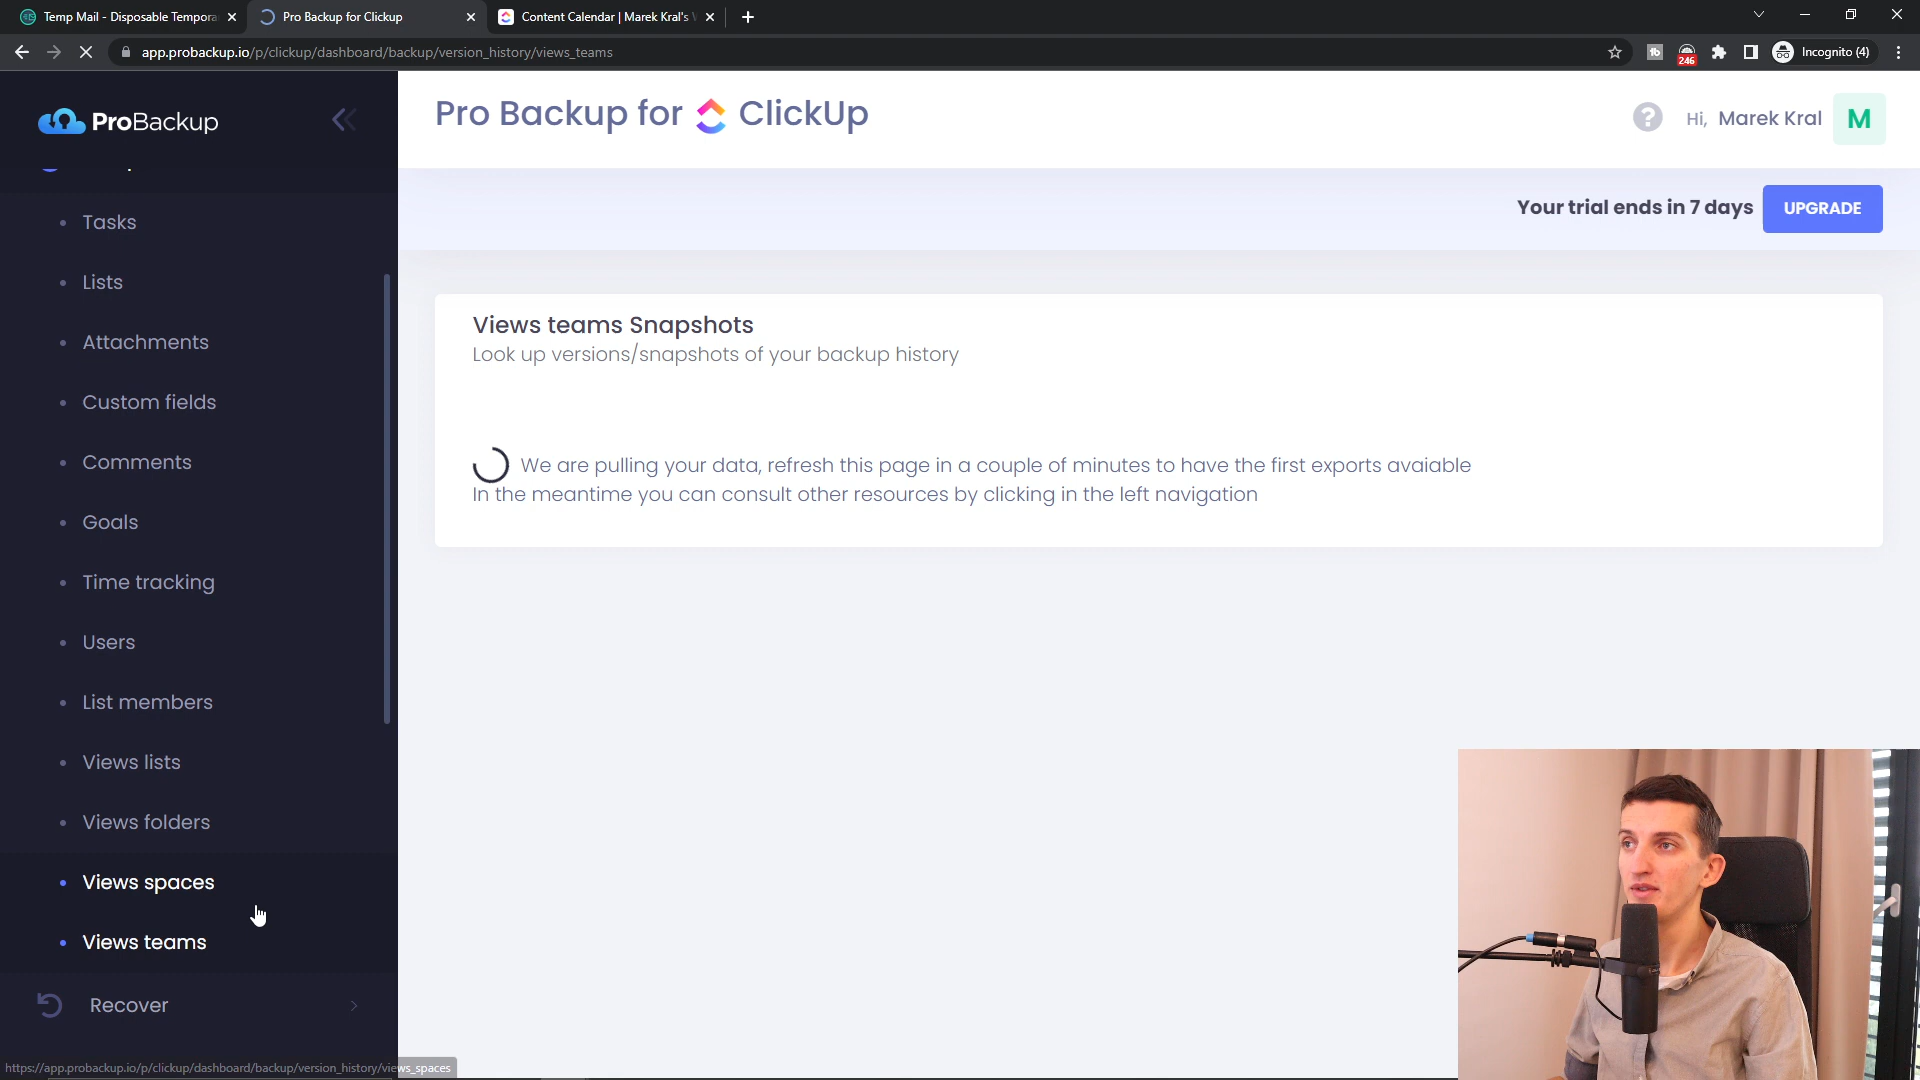 Temp Mail - Disposable Tempora
Pro Backup for Clickup
Content Calendar | Marek Kral's
app.probackup.io/p/clickup/dashboard/backup/version_history/views_teams
246
Incognito (4)
ProBackup
Pro Backup for ClickUp
?
Hi, Marek Kral
M
Your trial ends in 7 days
UPGRADE
Tasks
Lists
Attachments
Custom fields
Comments
Goals
Time tracking
Users
List members
Views lists
Views folders
Views spaces
Views teams
Recover
Views teams Snapshots
Look up versions/snapshots of your backup history
We are pulling your data, refresh this page in a couple of minutes to have the first exports avaiable
In the meantime you can consult other resources by clicking in the left navigation
https://app.probackup.io/p/clickup/dashboard/backup/version_history/views_spaces